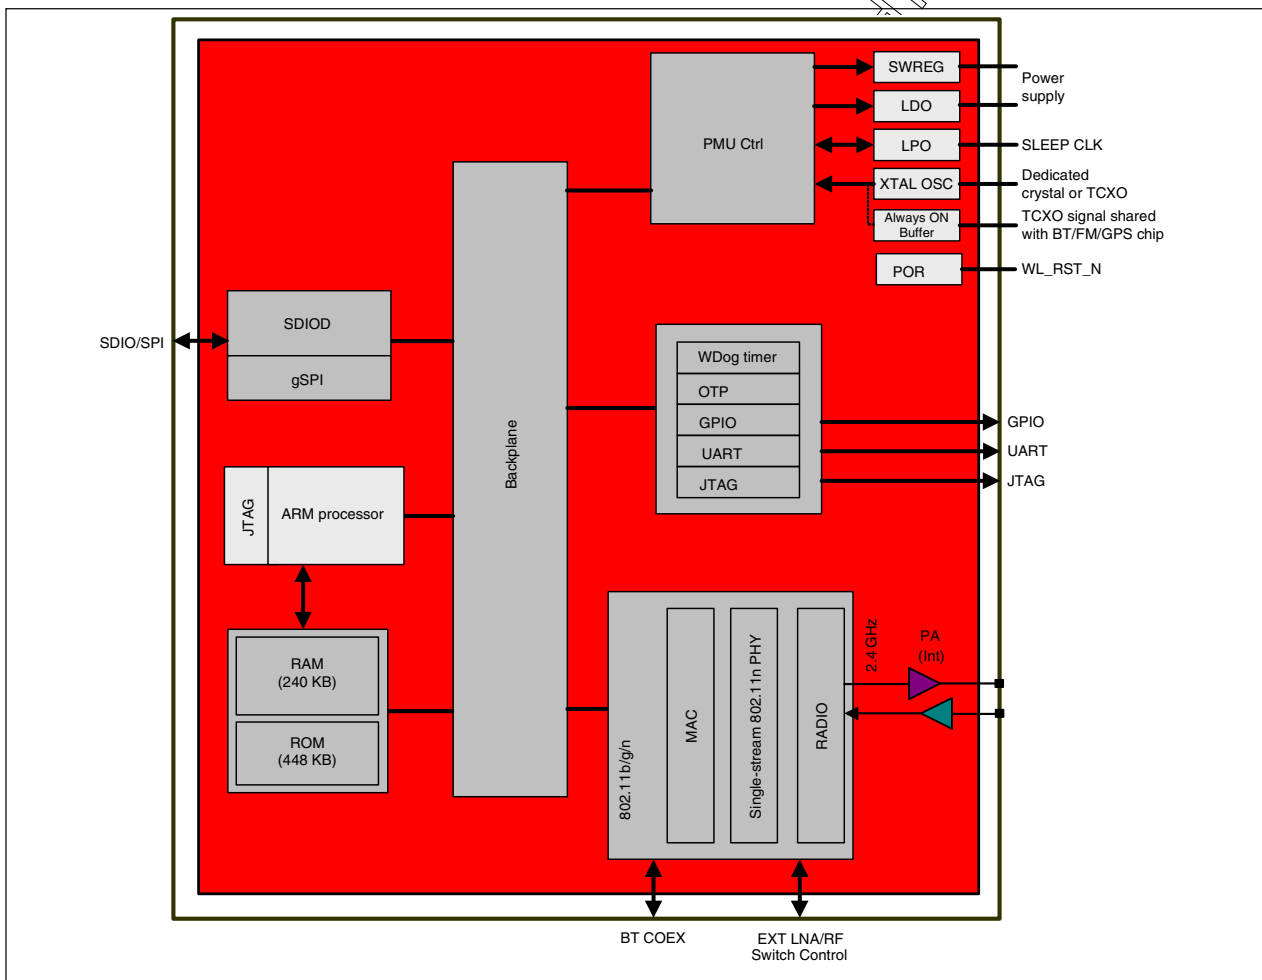 SWREG
LDO
LPO
XTAL OSC
Always ON
Buffer
POR
Power
supply
SLEEP CLK
Dedicated
crystal or TCXO
TCXO signal shared
with BT/FM/GPS chip
WL_RST_N
PMU Ctrl
Backplane
SDIO/SPI
SDIOD
gSPI
WDog timer
OTP
GPIO
UART
JTAG
GPIO
UART
JTAG
JTAG
ARM processor
RAM
(240 KB)
ROM
(448 KB)
802.11b/g/n
MAC
Single-stream 802.11n PHY
RADIO
2.4 GHz
PA
(Int)
BT COEX
EXT LNA/RF
Switch Control